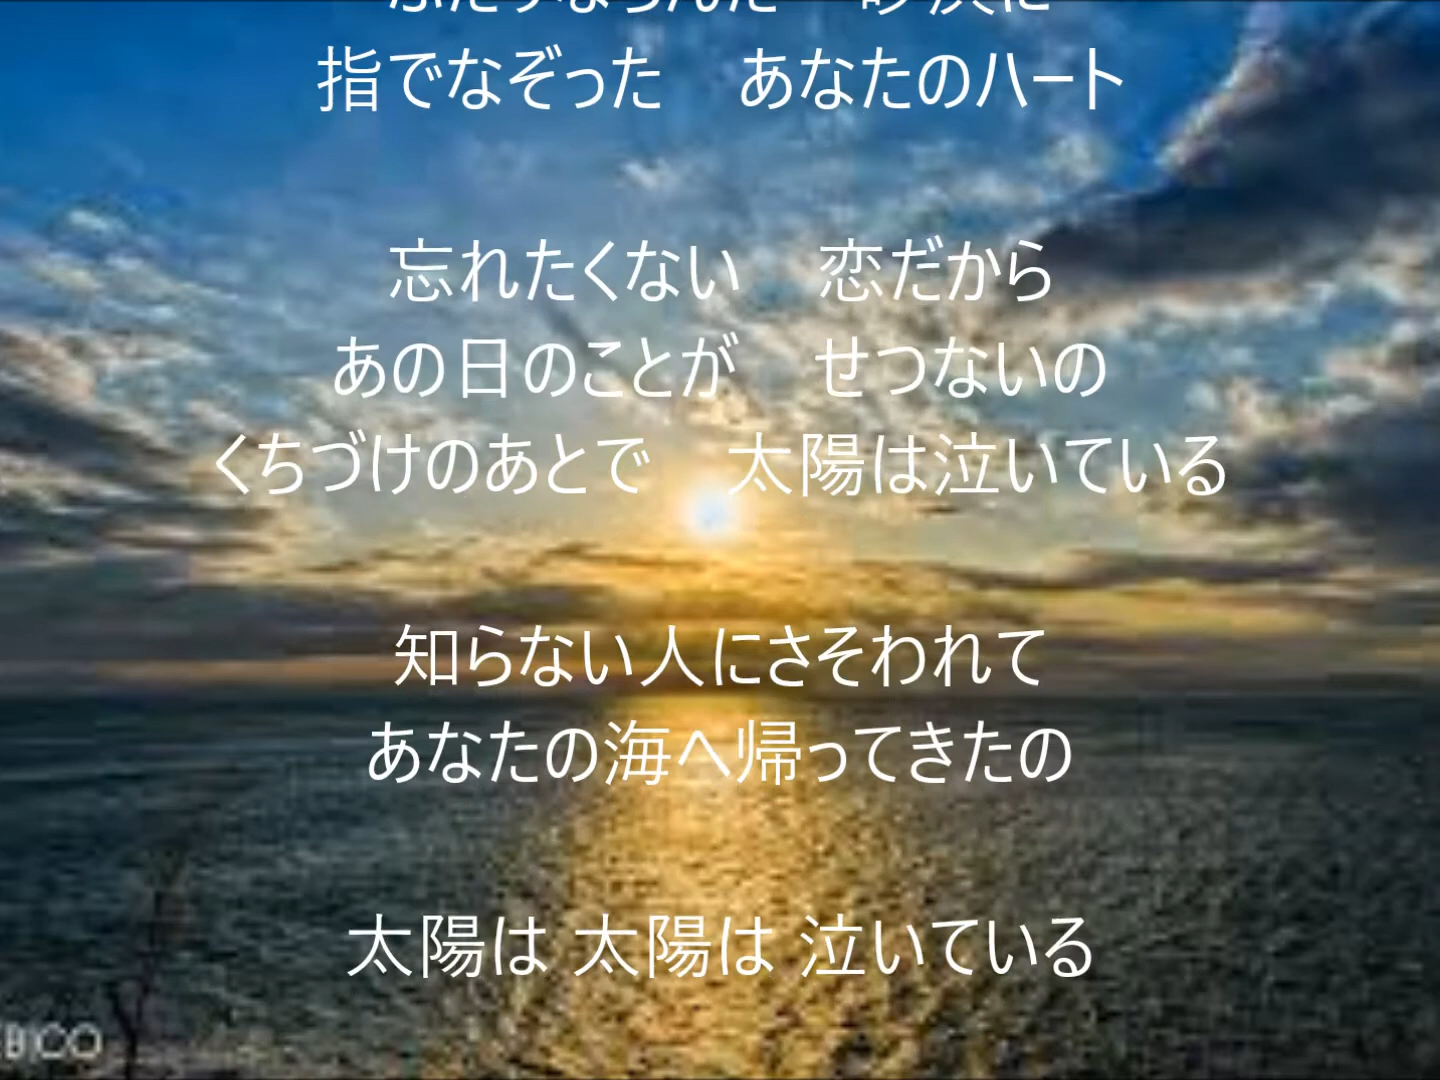 指でなぞった　あなたのハート
忘れたくない　恋だから
あの日のことが　せつないの
くちづけのあとで　太陽は泣いている
知らない人にさそわれて
あなたの海へ帰ってきたの
太陽は 太陽は 泣いている